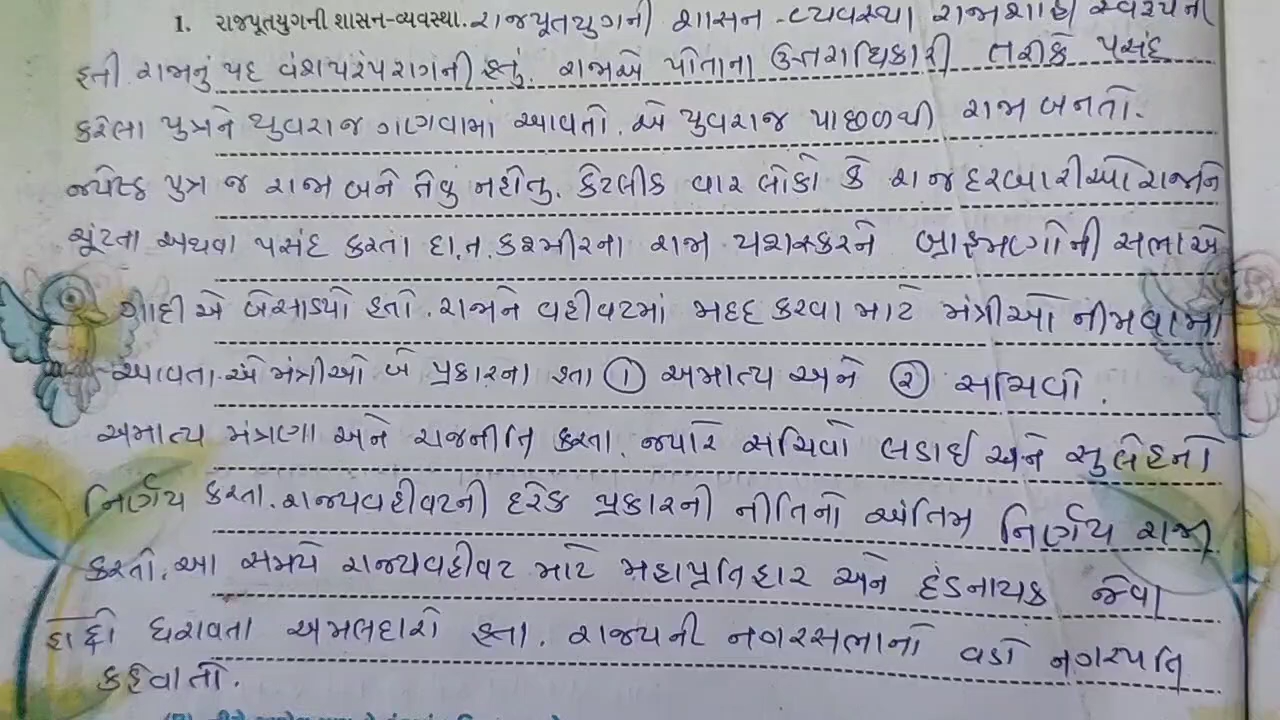 1. રાજપૂતયુગની શાસન-વ્યવસ્થા. રાજપૂતયુગની શાસન-વ્યવસ્થા રાજાશાહી સ્વરૂપની
હતી. રાજાનું પદ વંશપરંપરાગતની હતું. રાજાએ પોતાના ઉત્તરાધિકારી તરીકે પસંદ
કરેલા પુત્રને યુવરાજ ગણવામાં આવતો. એ યુવરાજ પાછળથી રાજા બનતો.
જ્યેષ્ઠ પુત્ર જ રાજા બને તેવુ નહોતુ. કેટલીક વાર લોકો કે રાજદરબારીઓ રાજાને
ચૂંટતા અથવા પસંદ કરતા દા.ત. કશ્મીરના રાજા યશસ્કરને બ્રાહ્મણોની સભાએ
ગાદી એ બેસાડ્યો હતો. રાજાને વહીવટમાં મદદ કરવા માટે મંત્રીઓ નીમવામાં
આવતા. એ મંત્રીઓ બે પ્રકારના હતા ① અમાત્ય અને ② સચિવો.
અમાત્ય મંત્રણા અને રાજનીતિ કરતા. જ્યારે સચિવો લડાઈ અને સુલેહનો
નિર્ણય કરતા. રાજ્યવહીવટની દરેક પ્રકારની નીતિનો અંતિમ નિર્ણય રાજા
કરતો. આ સમયે રાજ્યવહીવટ માટે મહાપ્રતિહાર અને દંડનાયક જેવા
હોદ્દો ધરાવતા અમલદારો હતા. રાજ્યની નગરસભાનો વડો નગરપતિ
કહેવાતો.